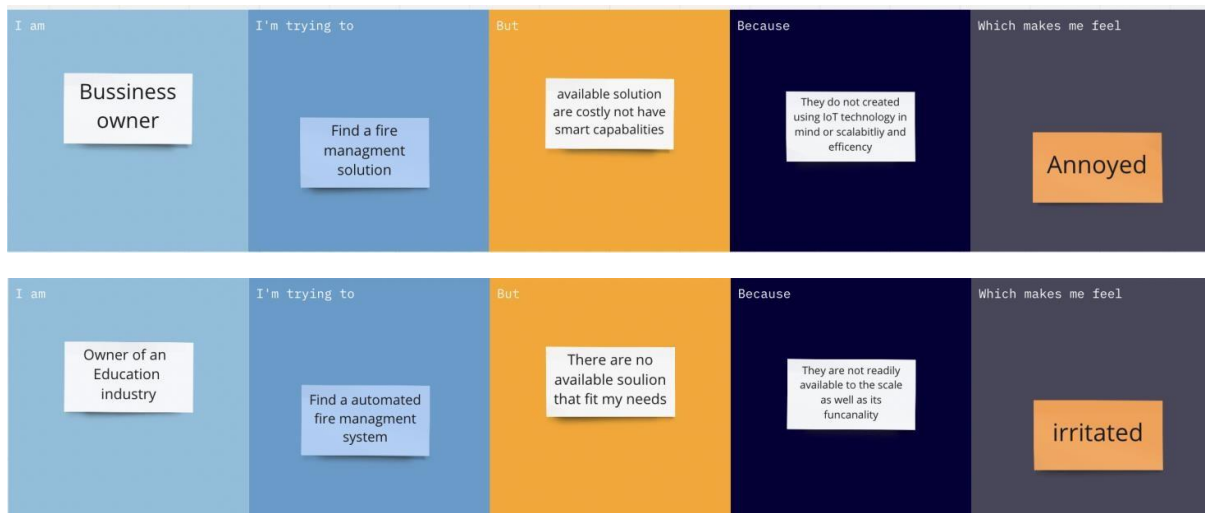 I am
I'm trying to
But
Because
Which makes me feel
Bussiness
owner
Find a fire
managment
solution
available solution
are costly not have
smart capabalities
They do not created
using IoT technology in
mind or scalabitliy and
efficency
Annoyed
I am
I'm trying to
But
Because
Which makes me feel
Owner of an
Education
industry
Find a automated
fire managment
system
There are no
available soulion
that fit my needs
They are not readily
available to the scale
as well as its
funcanality
irritated